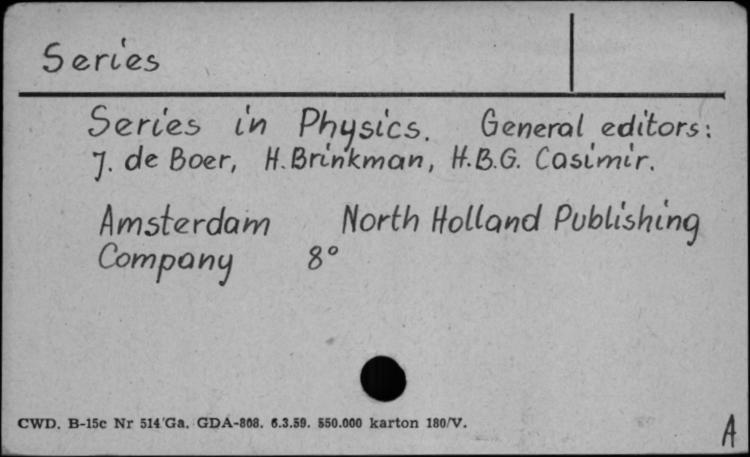 Series
Series in Physics. General editors:
J. de Boer, H. Brinkman, H.B.G. Casimir.
Amsterdam North Holland Publishing
Company 8°
CWD. B-15c Nr 514/Ga. GDA-808. 6.3.59. 550.000 karton 180/V.
A